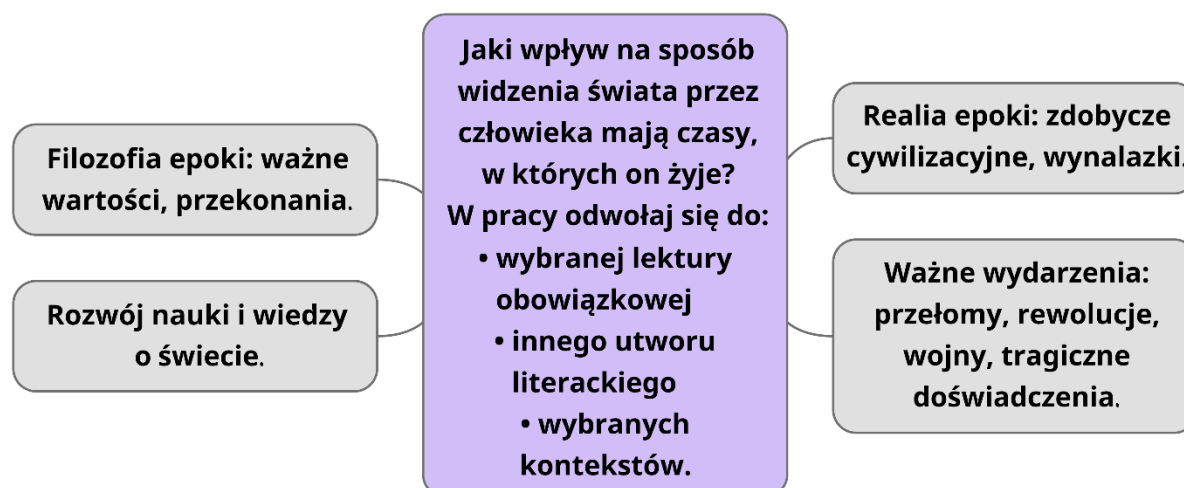 Jaki wpływ na sposób
widzenia świata przez
człowieka mają czasy,
w których on żyje?
W pracy odwołaj się do:
• wybranej lektury
obowiązkowej
• innego utworu
literackiego
• wybranych
kontekstów.
Filozofia epoki: ważne
wartości, przekonania.
Rozwój nauki i wiedzy
o świecie.
Realia epoki: zdobycze
cywilizacyjne, wynalazki.
Ważne wydarzenia:
przełomy, rewolucje,
wojny, tragiczne
doświadczenia.